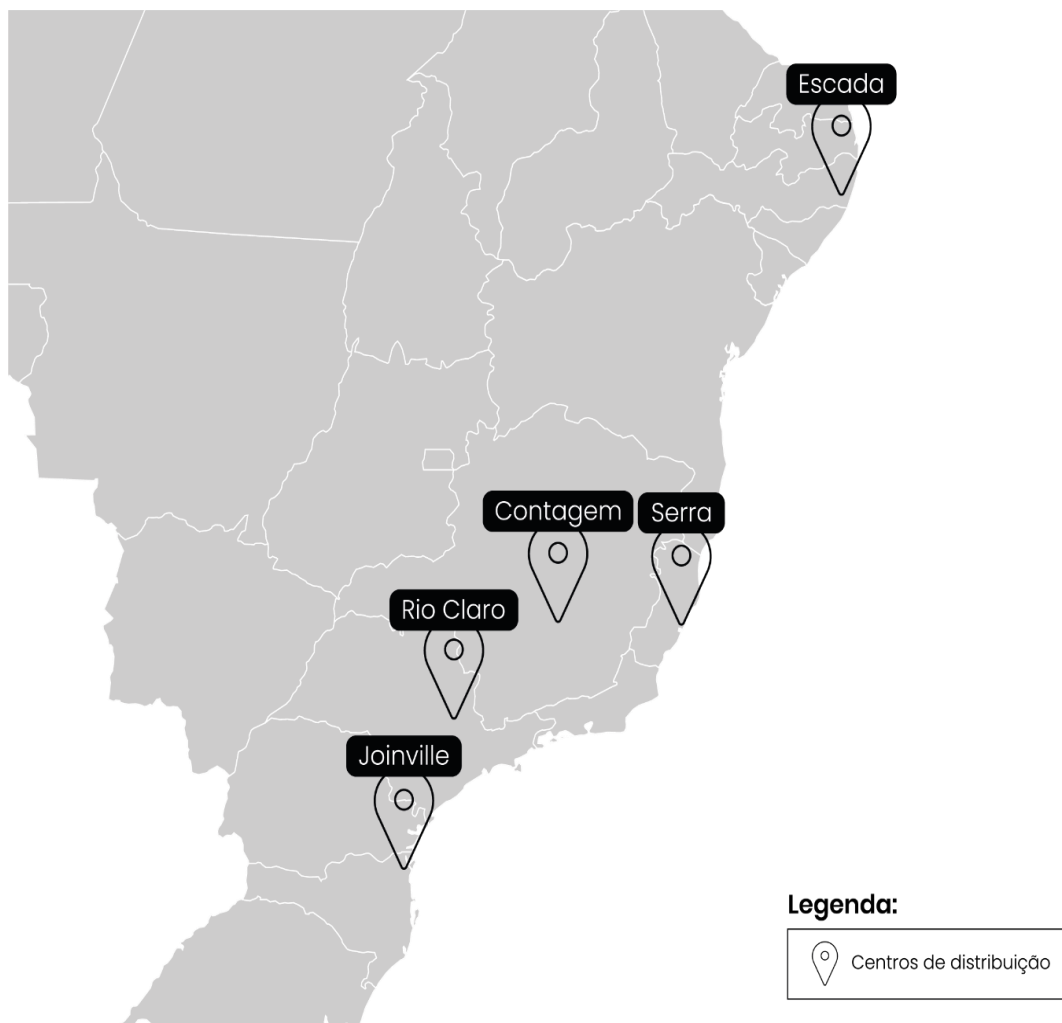 Escada
Contagem
Serra
Rio Claro
Joinville
Legenda:
Centros de distribuição